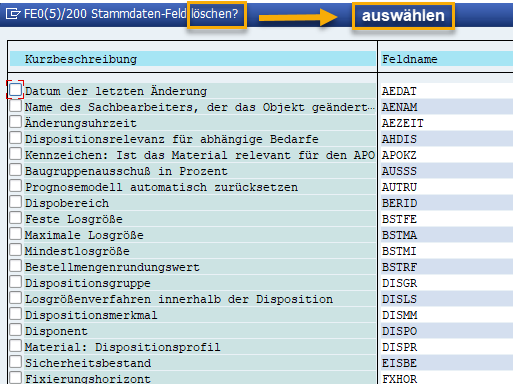 FE0(5)/200 Stammdaten-Feld löschen? auswählen
Kurzbeschreibung Feldname
Datum der letzten Änderung AEDAT
Name des Sachbearbeiters, der das Objekt geändert… AENAM
Änderungsuhrzeit AEZEIT
Dispositionsrelevanz für abhängige Bedarfe AHDIS
Kennzeichen: Ist das Material relevant für den APO APOKZ
Baugruppenausschuß in Prozent AUSSS
Prognosemodell automatisch zurücksetzen AUTRU
Dispobereich BERID
Feste Losgröße BSTFE
Maximale Losgröße BSTMA
Mindestlosgröße BSTMI
Bestellmengenrundungswert BSTRF
Dispositionsgruppe DISGR
Losgrößenverfahren innerhalb der Disposition DISLS
Dispositionsmerkmal DISMM
Disponent DISPO
Material: Dispositionsprofil DISPR
Sicherheitsbestand EISBE
Fixierungshorizont FXHOR